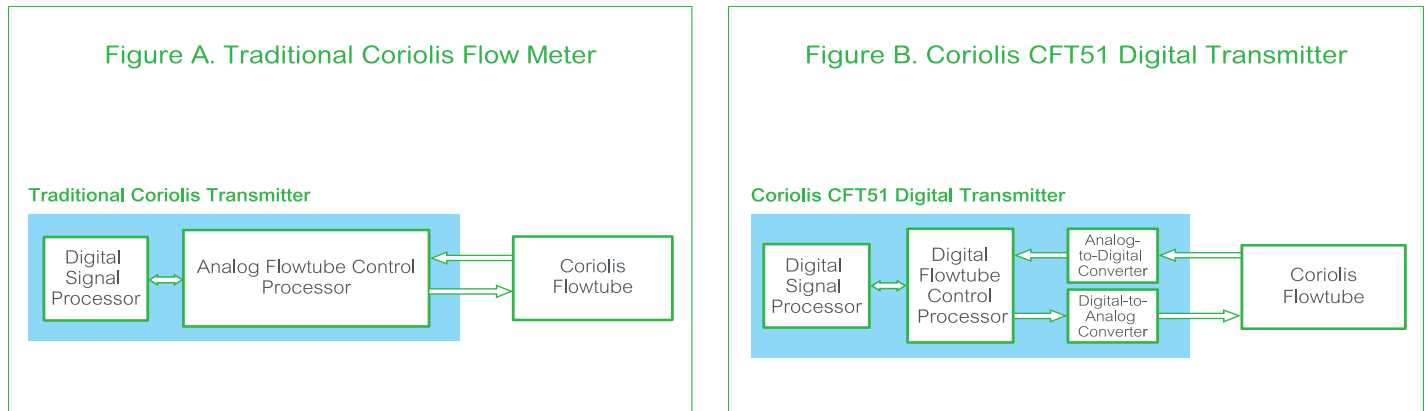 Figure A. Traditional Coriolis Flow Meter
Traditional Coriolis Transmitter
Digital
Signal
Processor
Analog Flowtube Control
Processor
Coriolis
Flowtube
Figure B. Coriolis CFT51 Digital Transmitter
Coriolis CFT51 Digital Transmitter
Digital
Signal
Processor
Digital
Flowtube
Control
Processor
Analog-
to-Digital
Converter
Digital-to-
Analog
Converter
Coriolis
Flowtube